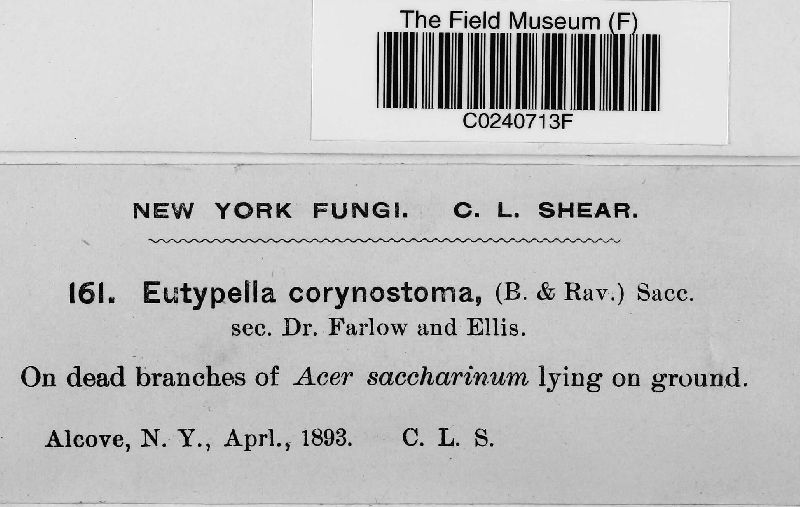 The Field Museum (F)
C0240713F
NEW YORK FUNGI. C. L. SHEAR.
161. Eutypella corynostoma, (B. & Rav.) Sacc.
sec. Dr. Farlow and Ellis.
On dead branches of Acer saccharinum lying on ground.
Alcove, N. Y., Aprl., 1893. C. L. S.